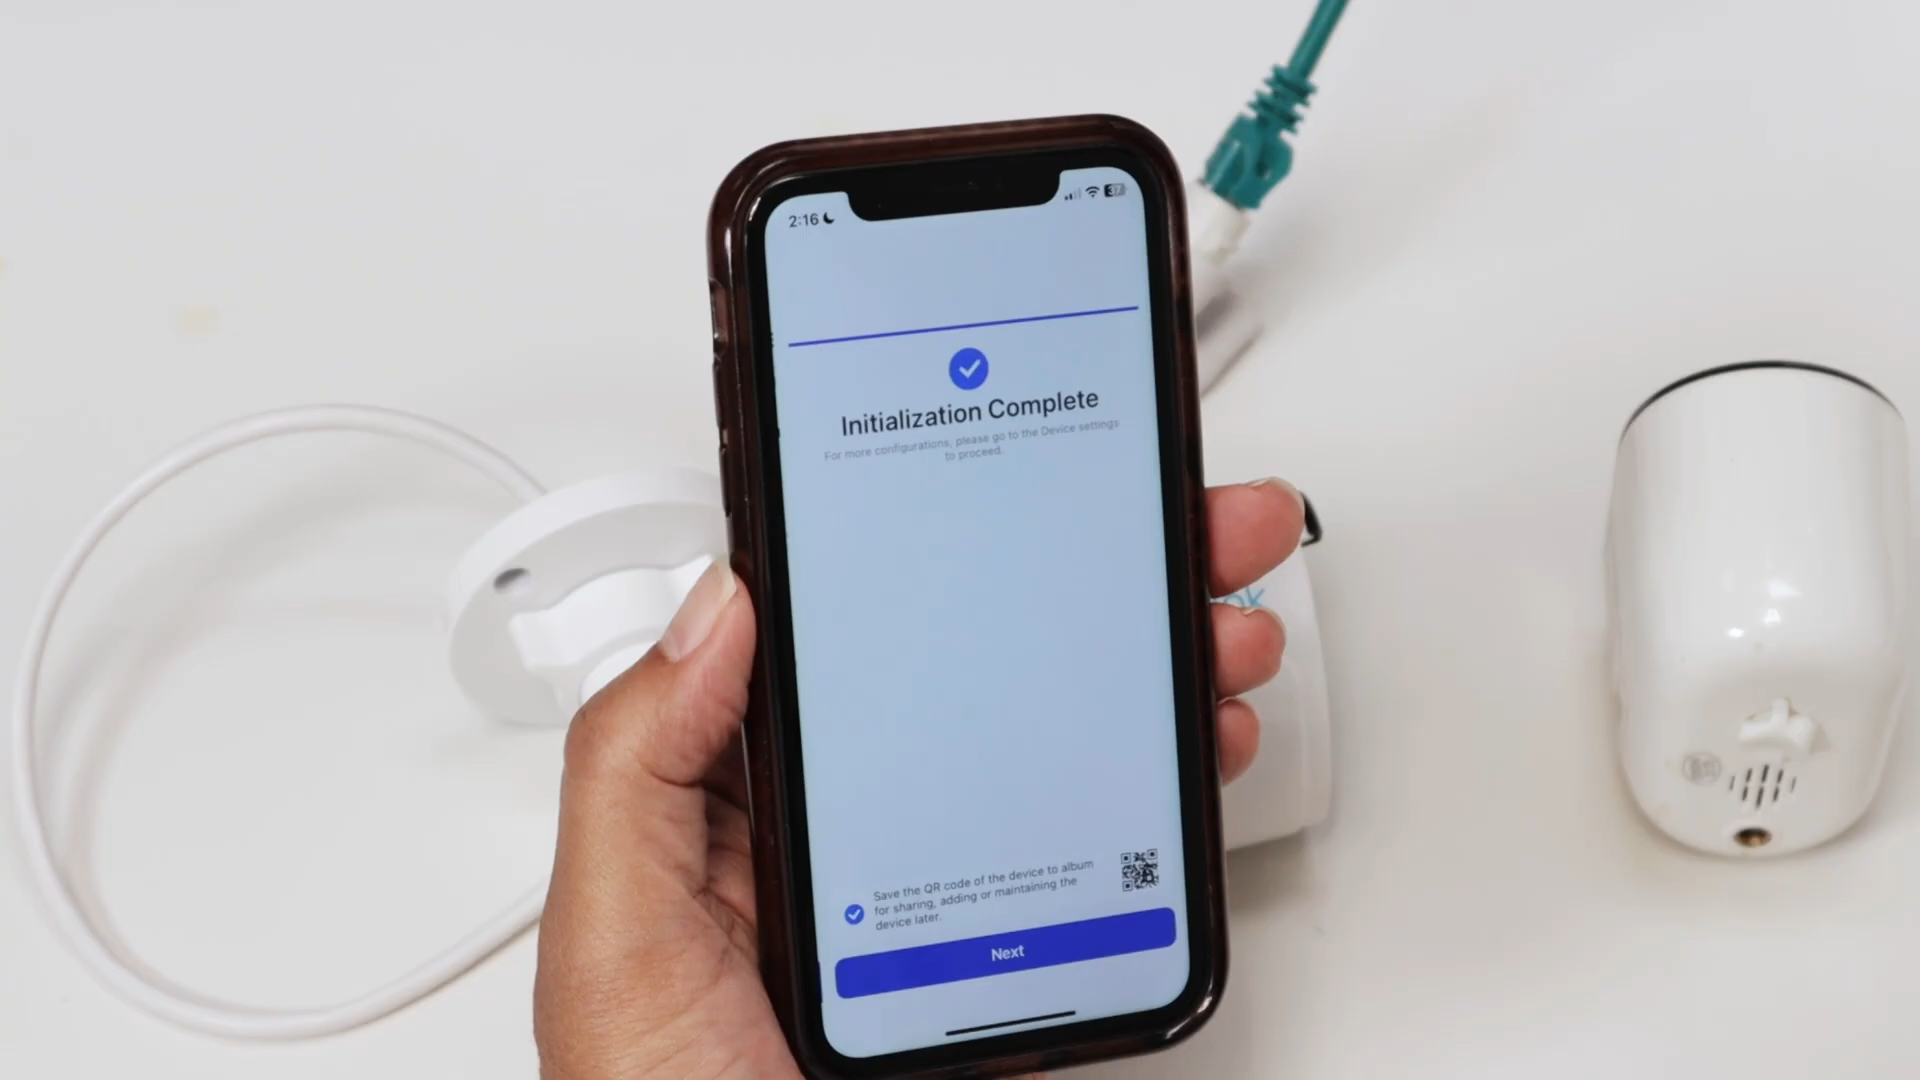 2:16
37
Initialization Complete
For more configurations, please go to the Device settings
to proceed.
Save the QR code of the device to album
for sharing, adding or maintaining the
device later.
Next